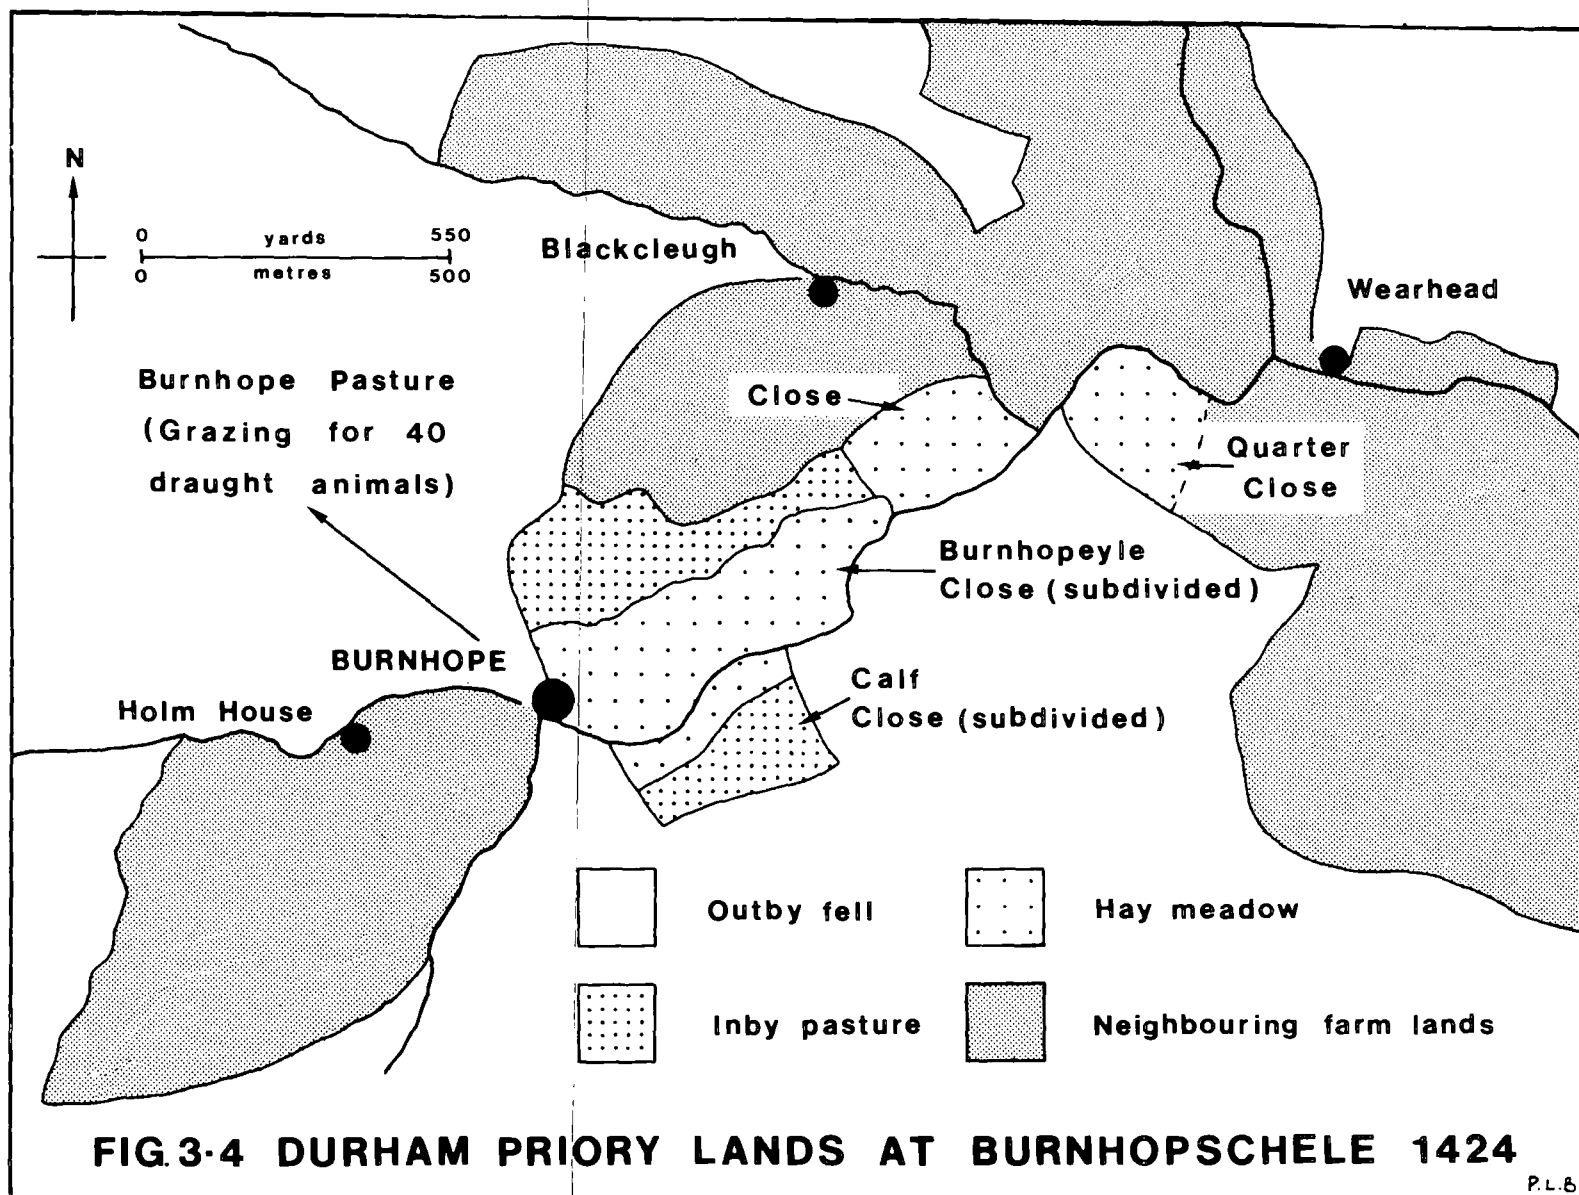 N
0 yards 550
0 metres 500
Blackcleugh
Wearhead
Burnhope Pasture
(Grazing for 40
draught animals)
Close
Quarter
Close
Burnhopeyle
Close (subdivided)
BURNHOPE
Calf
Close (subdivided)
Holm House
Outby fell
Hay meadow
Inby pasture
Neighbouring farm lands
FIG. 3·4 DURHAM PRIORY LANDS AT BURNHOPSCHELE 1424
P.L.B